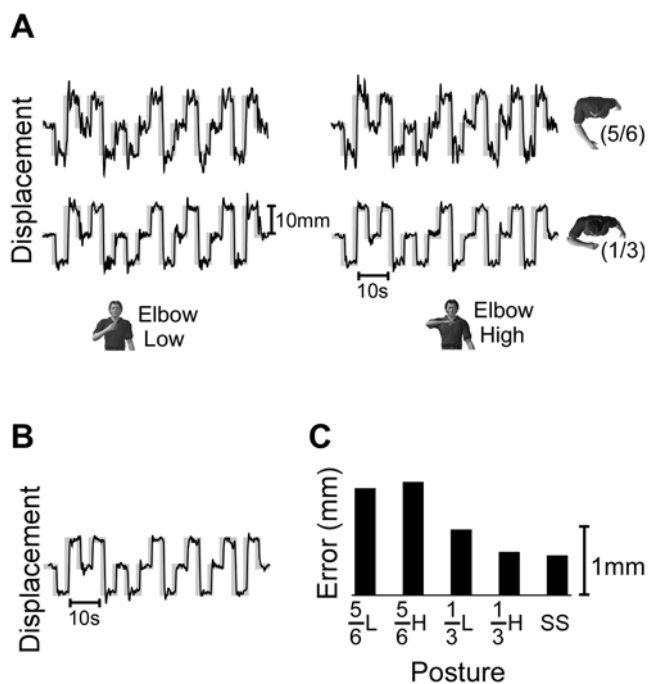 A
Displacement
(5/6)
10mm
(1/3)
10s
Elbow
Low
Elbow
High
B
Displacement
10s
C
Error (mm)
1mm
5/6 L 5/6 H 1/3 L 1/3 H SS
Posture